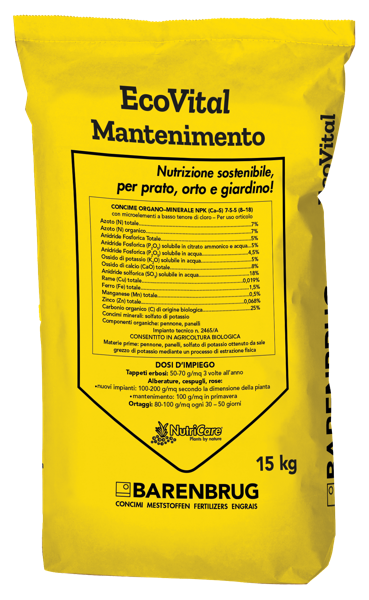 EcoVital
Mantenimento
Nutrizione sostenibile,
per prato, orto e giardino!
CONCIME ORGANO-MINERALE NPK (Ca-S) 7-5-5 (8-18)
con microelementi a basso tenore di cloro - Per uso orticolo
Azoto (N) totale 7%
Azoto (N) organico 7%
Anidride Fosforica Totale 5%
Anidride Fosforica (P₂O₅) solubile in citrato ammonico e acqua 5%
Anidride Fosforica (P₂O₅) solubile in acqua 4,5%
Ossido di potassio (K₂O) solubile in acqua 5%
Ossido di calcio (CaO) totale 8%
Anidride solforica (SO₃) solubile in acqua 18%
Rame (Cu) totale 0,019%
Ferro (Fe) totale 1,5%
Manganese (Mn) totale 0,5%
Zinco (Zn) totale 0,068%
Carbonio organico (C) di origine biologica 25%
Concimi minerali: solfato di potassio
Componenti organiche: pennone, panelli
Impianto tecnico n. 2465/A
CONSENTITO IN AGRICOLTURA BIOLOGICA
Materie prime: pennone, panelli, solfato di potassio ottenuto da sale
grezzo di potassio mediante un processo di estrazione fisica
DOSI D'IMPIEGO
Tappeti erbosi: 50-70 g/mq 3 volte all'anno
Alberature, cespugli, rose:
•nuovi impianti: 100-200 g/mq secondo la dimensione della pianta
• mantenimento: 100 g/mq in primavera
Ortaggi: 80-100 g/mq ogni 30 - 50 giorni
NutriCare
Plants by nature
15 kg
BARENBRUG
CONCIMI MESTSTOFFEN FERTILIZERS ENGRAIS
EcoVital
BARENBRUG